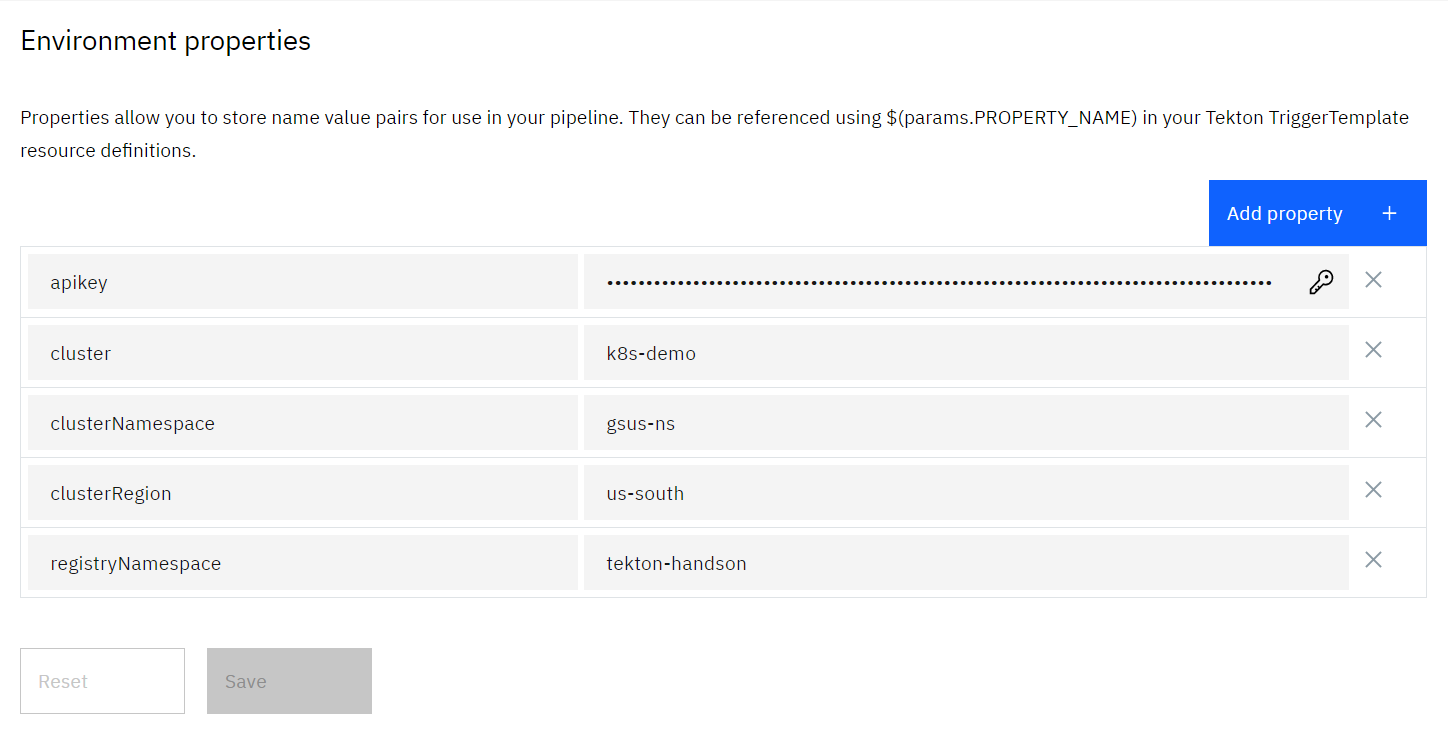 Environment properties
Properties allow you to store name value pairs for use in your pipeline. They can be referenced using $(params.PROPERTY_NAME) in your Tekton TriggerTemplate
resource definitions.
Add property +
apikey
cluster k8s-demo
clusterNamespace gsus-ns
clusterRegion us-south
registryNamespace tekton-handson
Reset Save